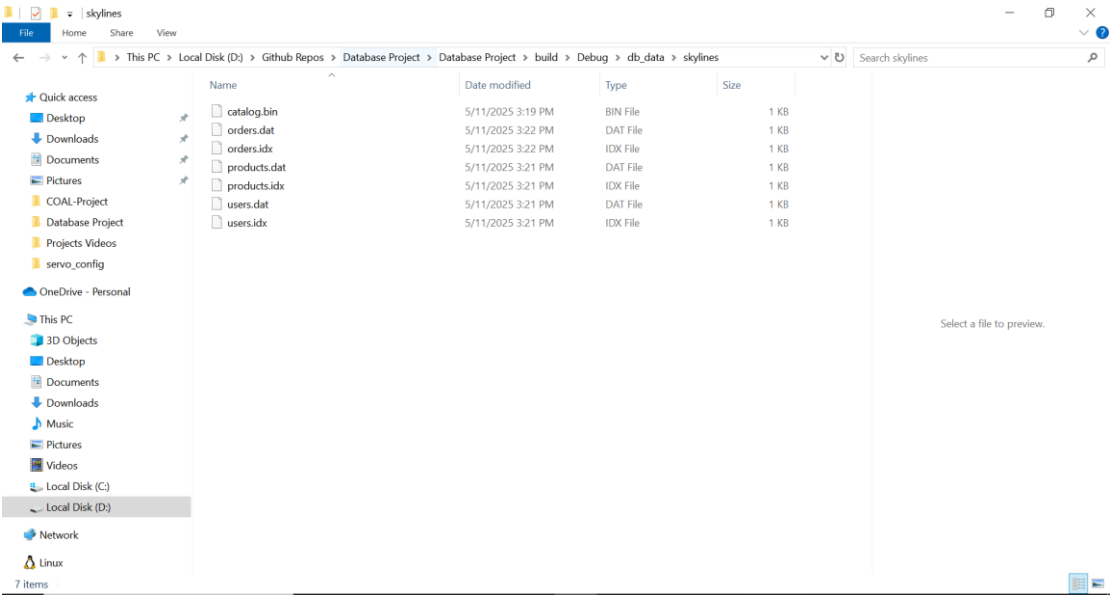 skylines
File Home Share View
This PC > Local Disk (D:) > Github Repos > Database Project > Database Project > build > Debug > db_data > skylines
Search skylines
Name Date modified Type Size
Quick access
Desktop
Downloads
Documents
Pictures
COAL-Project
Database Project
Projects Videos
servo_config
OneDrive - Personal
This PC
3D Objects
Desktop
Documents
Downloads
Music
Pictures
Videos
Local Disk (C:)
Local Disk (D:)
Network
Linux
catalog.bin 5/11/2025 3:19 PM BIN File 1 KB
orders.dat 5/11/2025 3:22 PM DAT File 1 KB
orders.idx 5/11/2025 3:22 PM IDX File 1 KB
products.dat 5/11/2025 3:21 PM DAT File 1 KB
products.idx 5/11/2025 3:21 PM IDX File 1 KB
users.dat 5/11/2025 3:21 PM DAT File 1 KB
users.idx 5/11/2025 3:21 PM IDX File 1 KB
Select a file to preview.
7 items